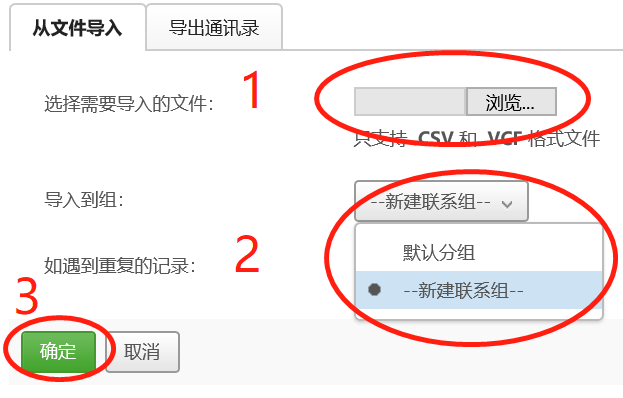 从文件导入 导出通讯录
选择需要导入的文件: 1 浏览...
只支持 .CSV 和 .VCF 格式文件
导入到组: --新建联系组--
默认分组
如遇到重复的记录: 2 --新建联系组--
3
确定 取消